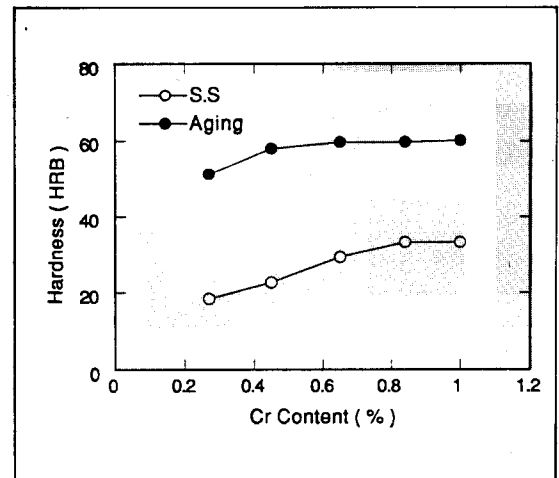 80
60
40
20
0
Hardness ( HRB )
S.S
Aging
0 0.2 0.4 0.6 0.8 1 1.2
Cr Content ( % )